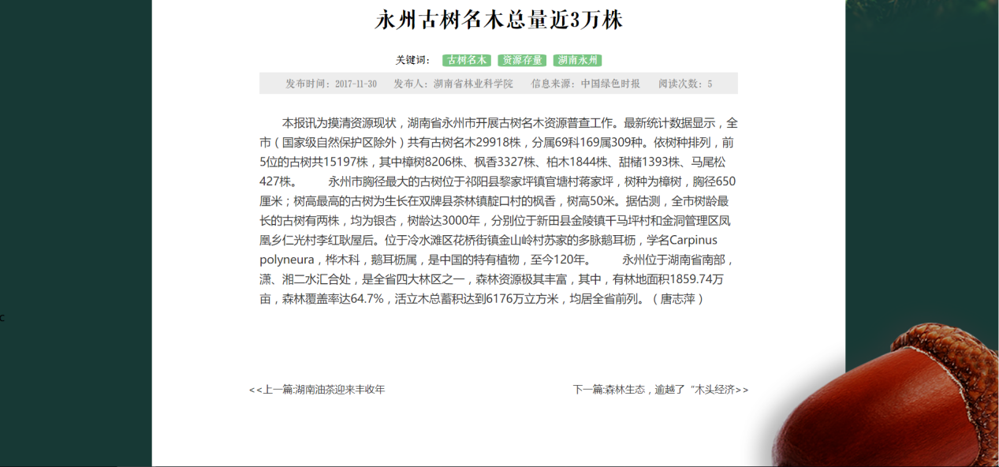 永州古树名木总量近3万株
关键词： 古树名木 资源存量 湖南永州
发布时间：2017-11-30 发布人：湖南省林业科学院 信息来源：中国绿色时报 阅读次数：5
本报讯为摸清资源现状，湖南省永州市开展古树名木资源普查工作。最新统计数据显示，全
市（国家级自然保护区除外）共有古树名木29918株，分属69科169属309种。依树种排列，前
5位的古树共15197株，其中樟树8206株、枫香3327株、柏木1844株、甜槠1393株、马尾松
427株。 永州市胸径最大的古树位于祁阳县黎家坪镇官塘村蒋家坪，树种为樟树，胸径650
厘米；树高最高的古树为生长在双牌县茶林镇靛口村的枫香，树高50米。据估测，全市树龄最
长的古树有两株，均为银杏，树龄达3000年，分别位于新田县金陵镇千马坪村和金洞管理区凤
凰乡仁光村李红耿屋后。位于冷水滩区花桥街镇金山岭村苏家的多脉鹅耳枥，学名Carpinus
polyneura，桦木科，鹅耳枥属，是中国的特有植物，至今120年。 永州位于湖南省南部，
潇、湘二水汇合处，是全省四大林区之一，森林资源极其丰富，其中，有林地面积1859.74万
亩，森林覆盖率达64.7%，活立木总蓄积达到6176万立方米，均居全省前列。（唐志萍）
c
<<上一篇:湖南油茶迎来丰收年 下一篇:森林生态，逾越了“木头经济>>